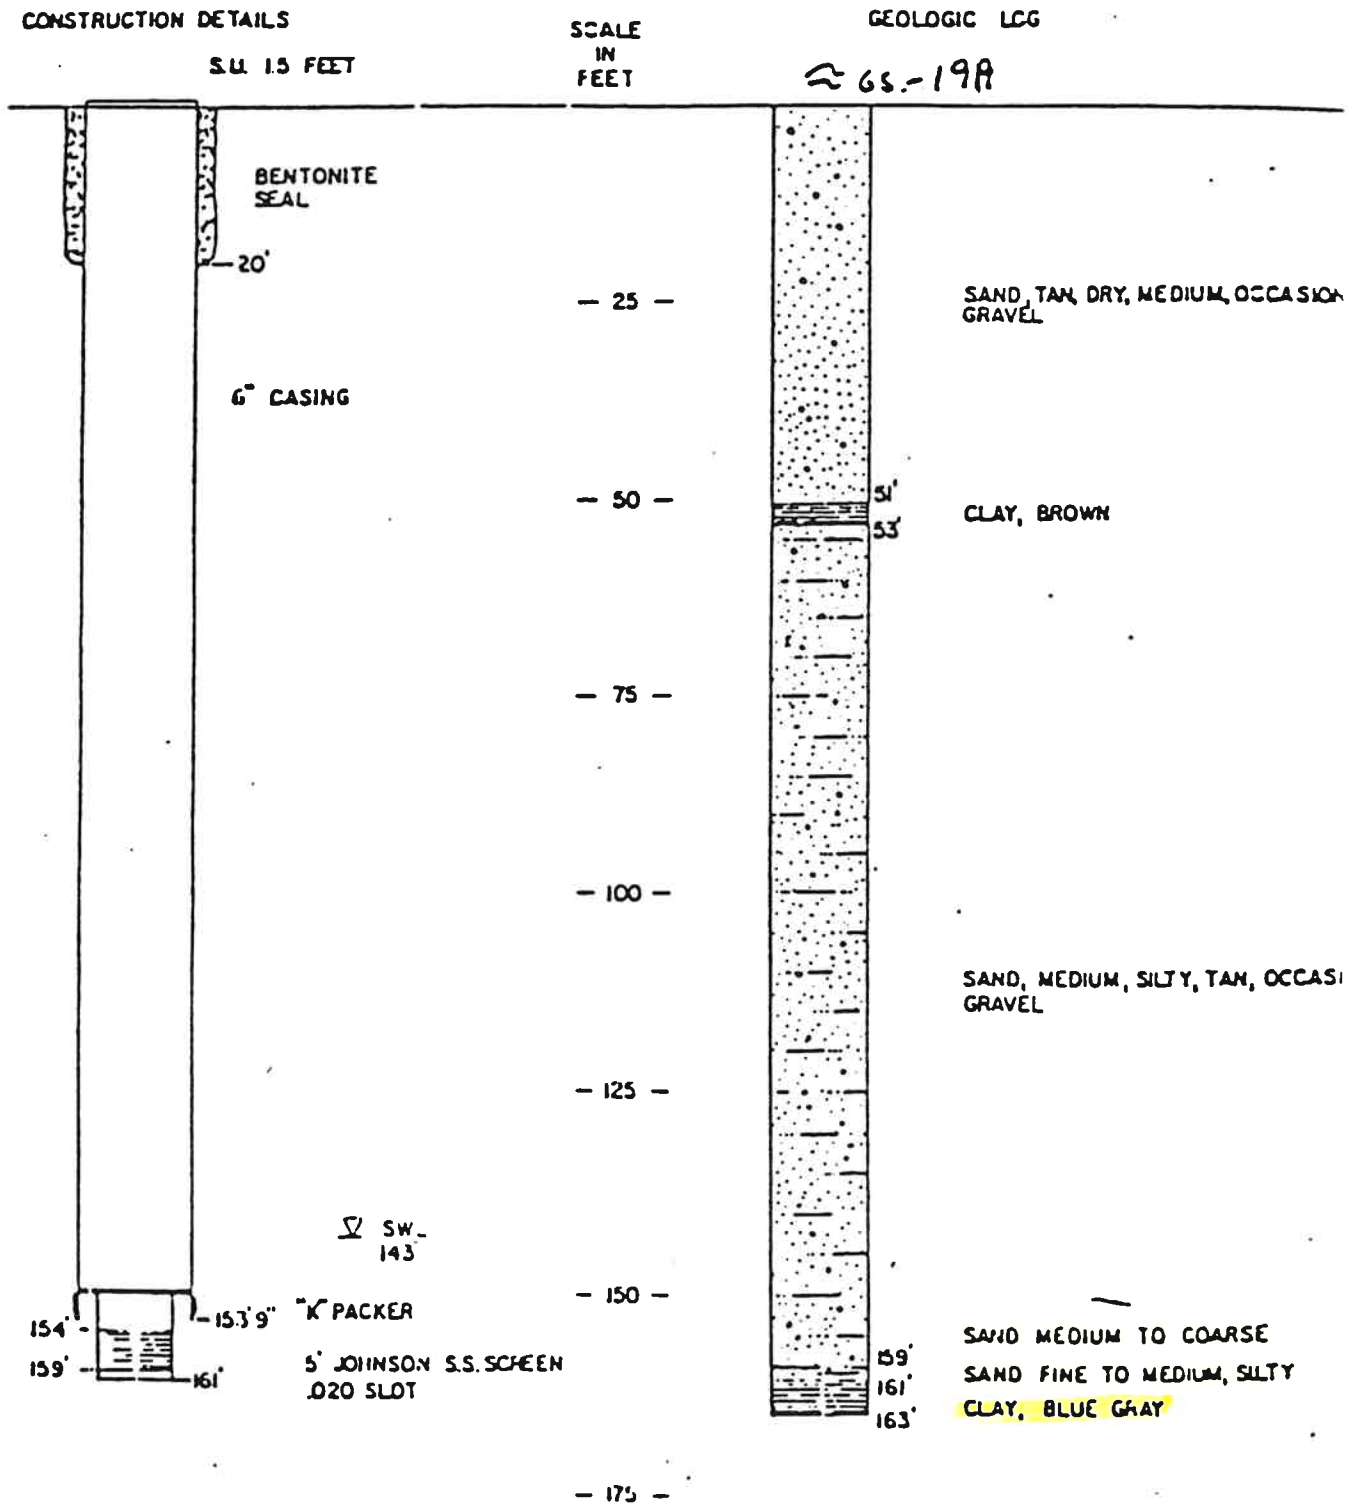 CONSTRUCTION DETAILS
S.U. 1.5 FEET
SCALE
IN
FEET
GEOLOGIC LOG
≈ GS.-198
BENTONITE
SEAL
20'
6" CASING
25
50
75
100
125
150
175
SW
143
154'
153'9"
"K" PACKER
159'
161'
5' JOHNSON S.S. SCREEN
.020 SLOT
SAND, TAN, DRY, MEDIUM, OCCASION
GRAVEL
51'
CLAY, BROWN
53'
SAND, MEDIUM, SILTY, TAN, OCCASI
GRAVEL
SAND MEDIUM TO COARSE
159'
SAND FINE TO MEDIUM, SILTY
161'
CLAY, BLUE GRAY
163'